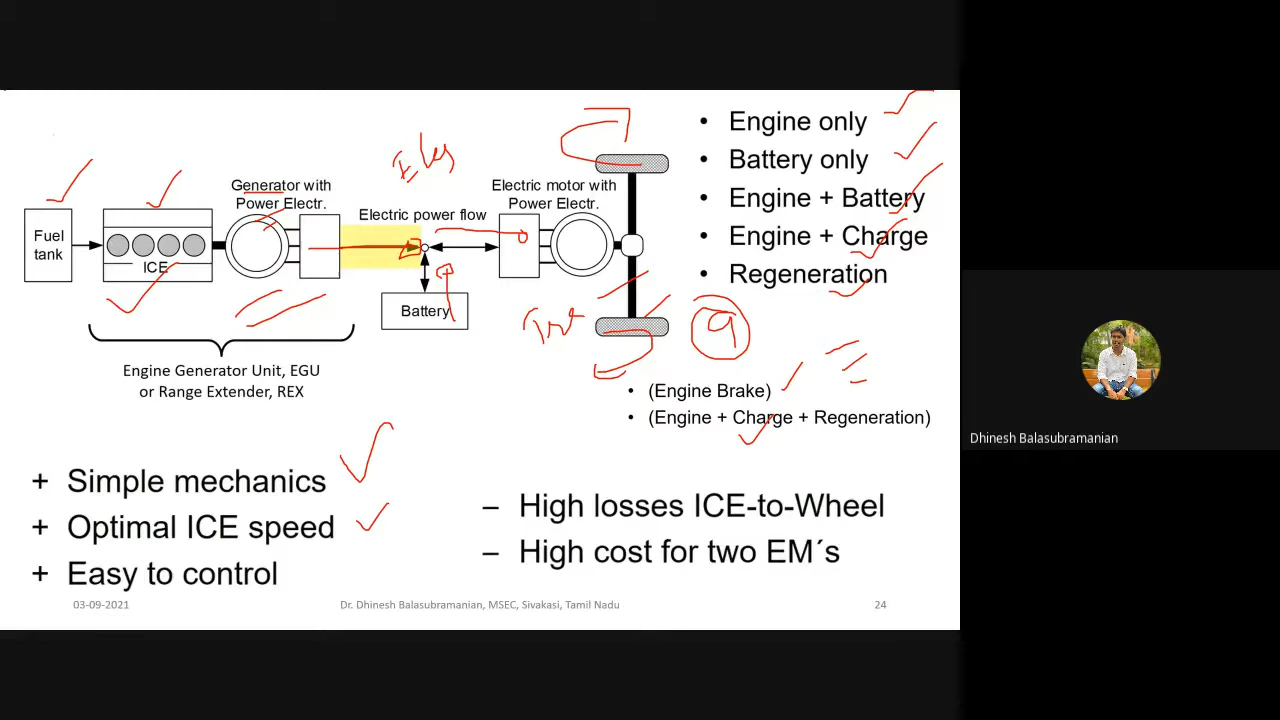 • Engine only
• Battery only
• Engine + Battery
• Engine + Charge
• Regeneration
Generator with
Power Electr.
Electric power flow
Electric motor with
Power Electr.
Fuel
tank
ICE
Battery
Engine Generator Unit, EGU
or Range Extender, REX
• (Engine Brake)
• (Engine + Charge + Regeneration)
+ Simple mechanics
+ Optimal ICE speed
+ Easy to control
– High losses ICE-to-Wheel
– High cost for two EM´s
03-09-2021
Dr. Dhinesh Balasubramanian, MSEC, Sivakasi, Tamil Nadu
24
Dhinesh Balasubramanian